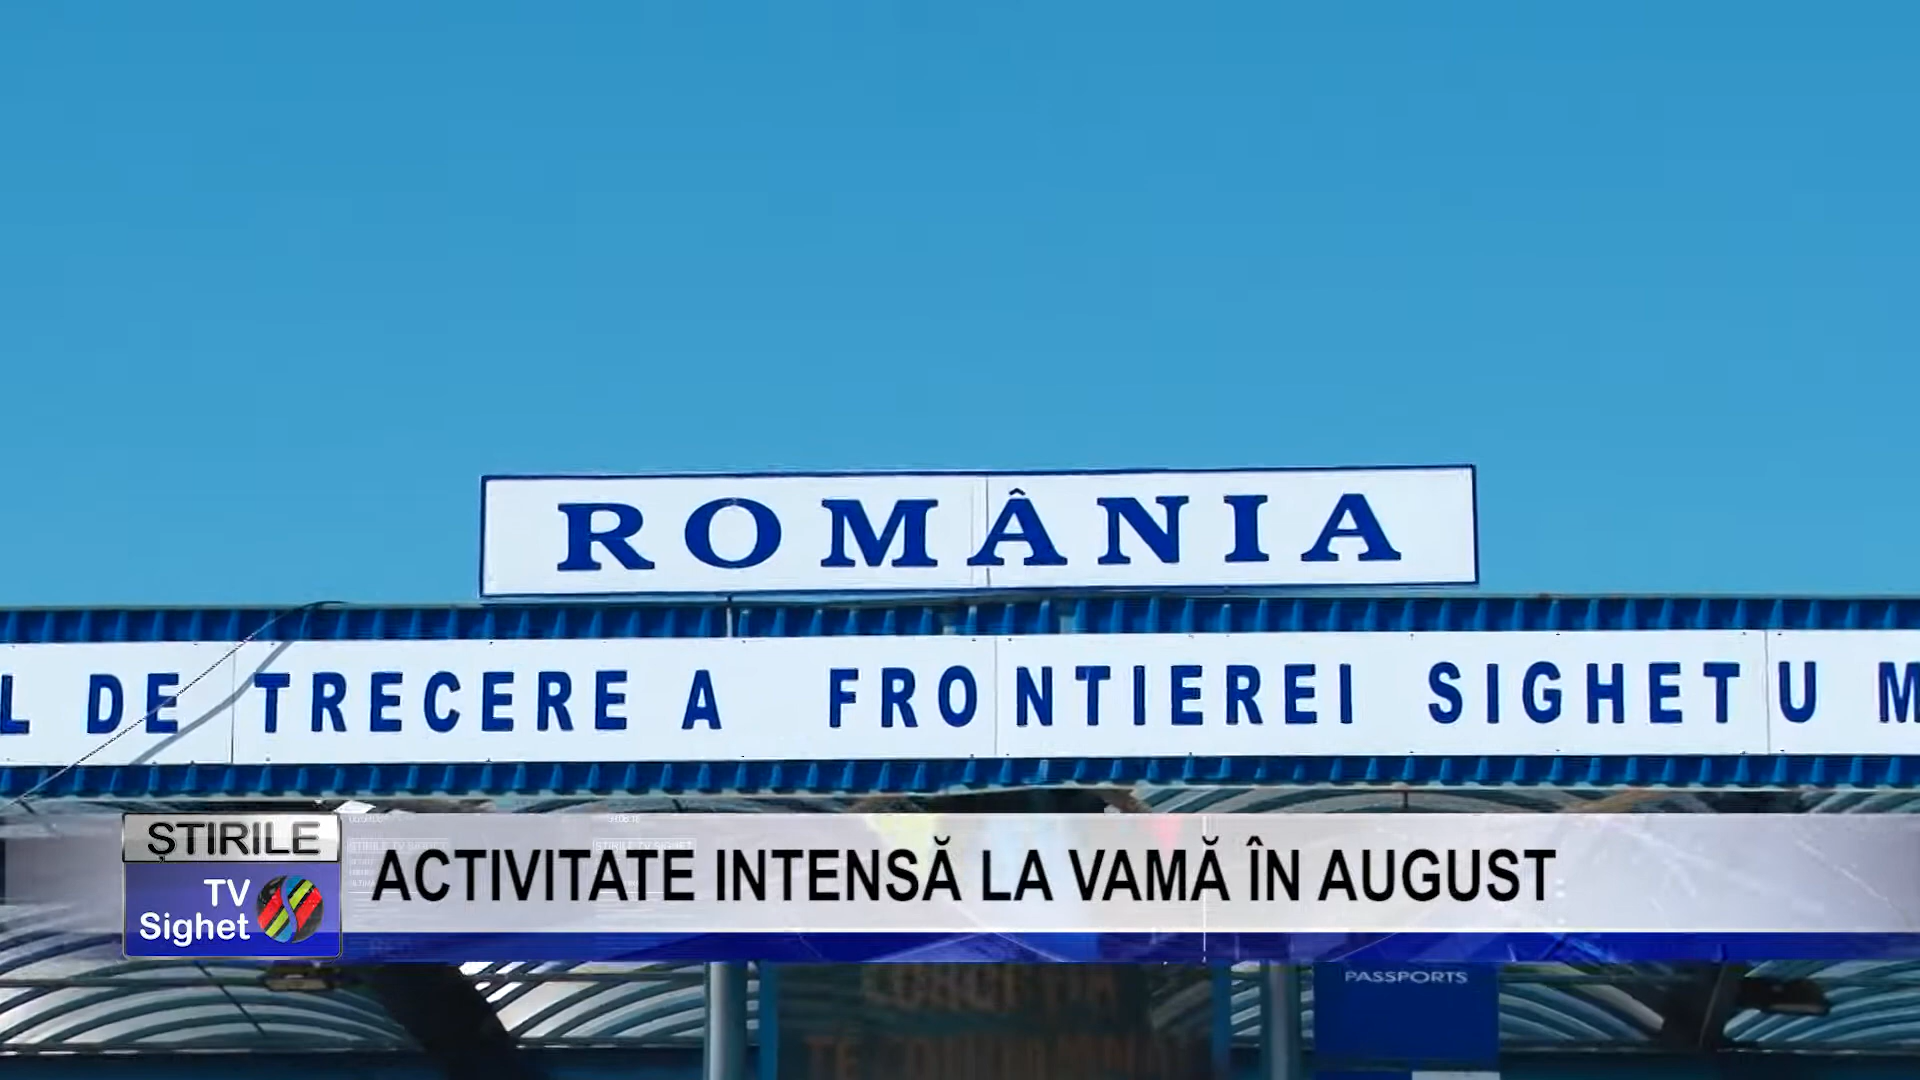 ROMÂNIA
L DE TRECERE A FRONTIEREI SIGHETU M
ȘTIRILE
TV
Sighet
ACTIVITATE INTENSĂ LA VAMĂ ÎN AUGUST
PASSPORTS